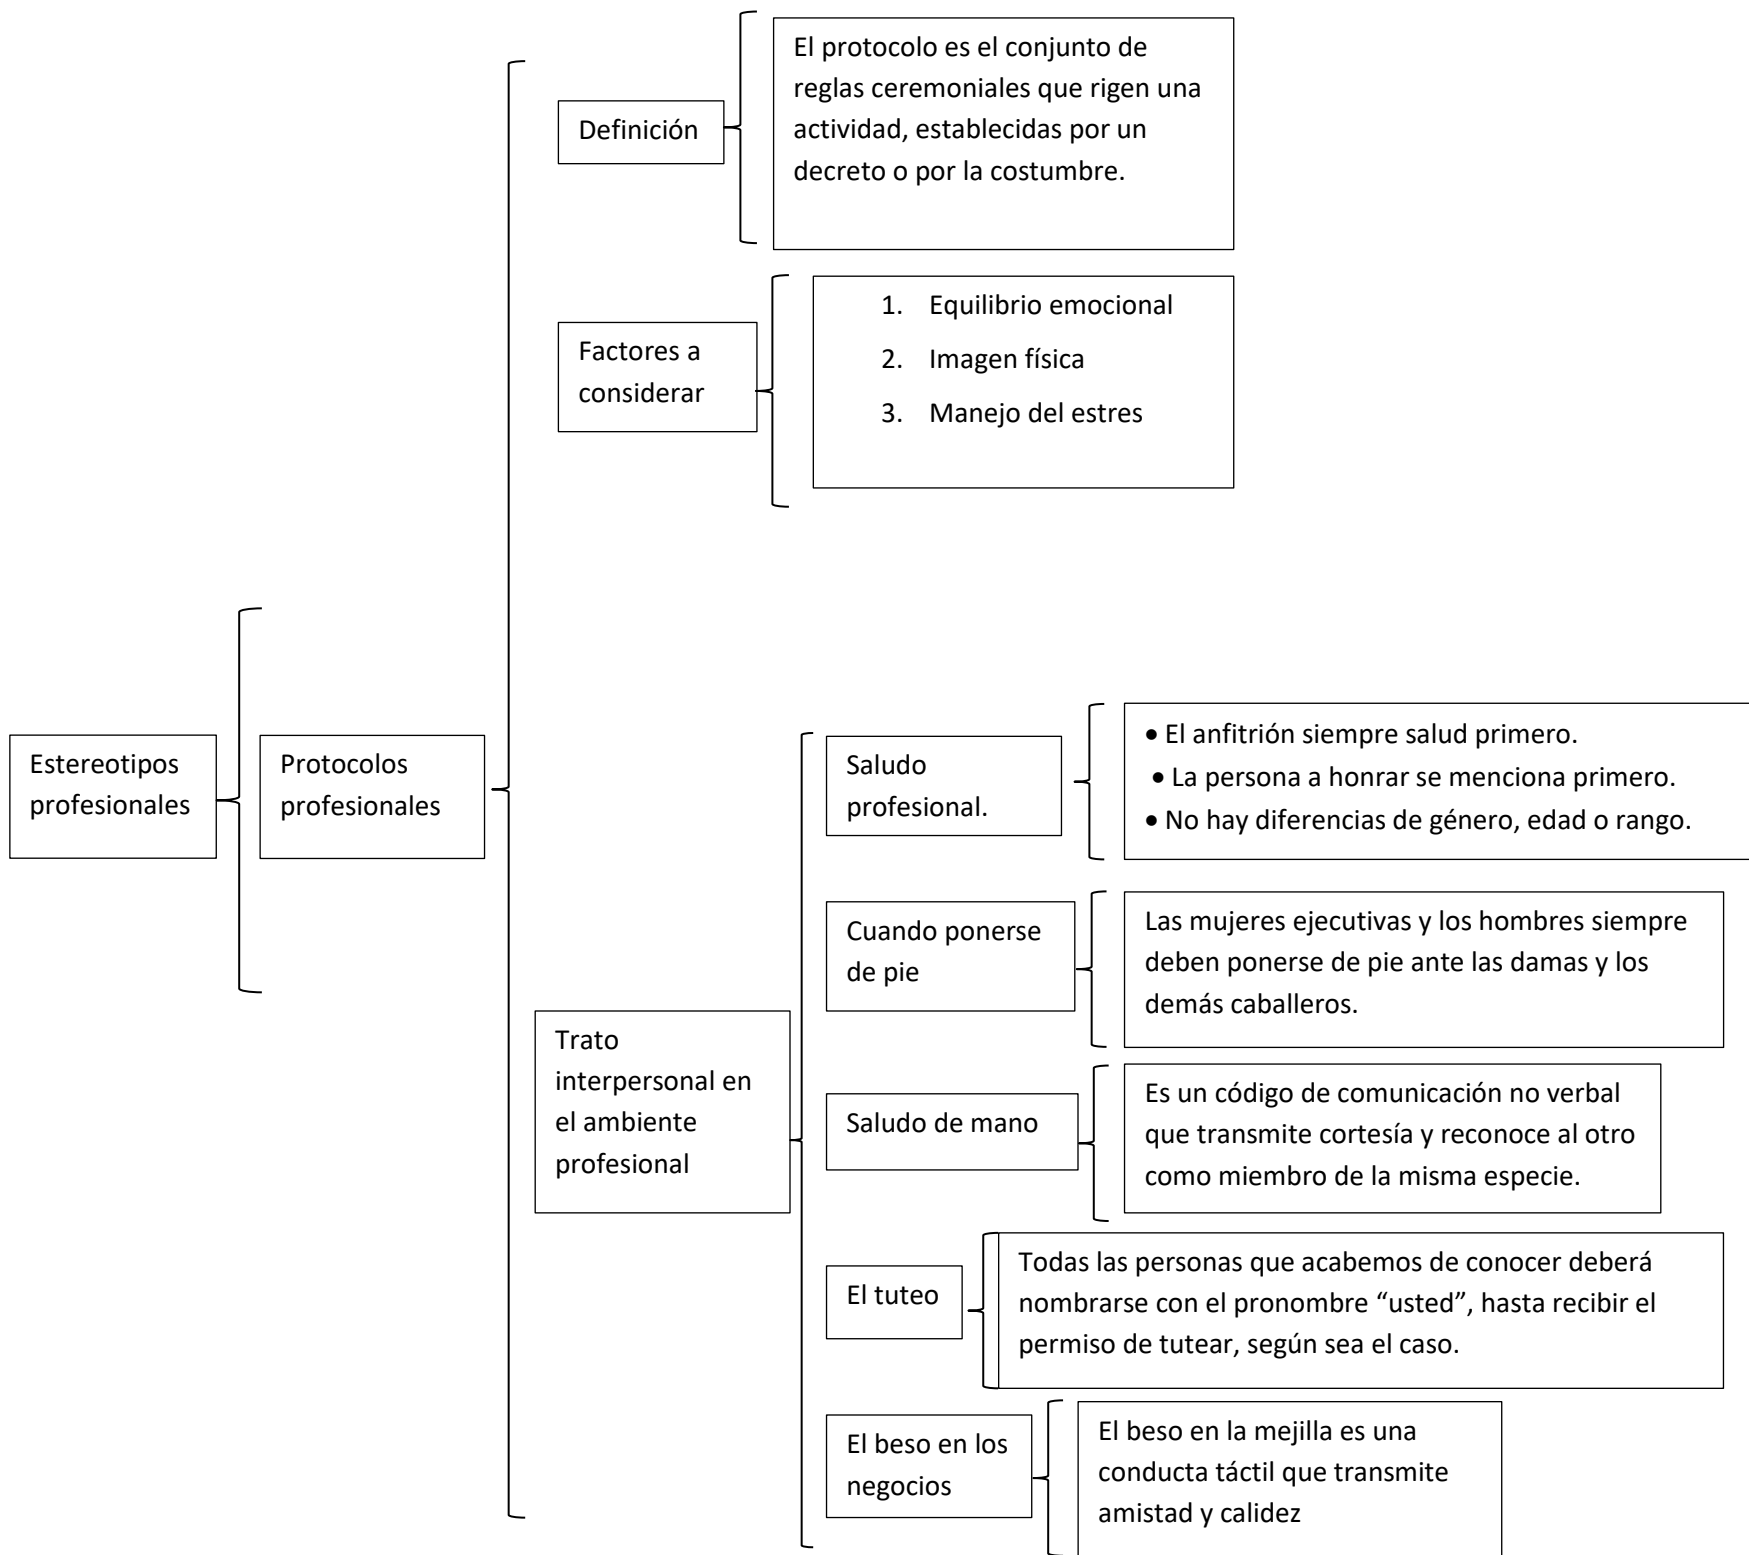 Estereotipos
profesionales
Protocolos
profesionales
Definición
El protocolo es el conjunto de
reglas ceremoniales que rigen una
actividad, establecidas por un
decreto o por la costumbre.
Factores a
considerar
1. Equilibrio emocional
2. Imagen física
3. Manejo del estres
Trato
interpersonal en
el ambiente
profesional
Saludo
profesional.
• El anfitrión siempre salud primero.
• La persona a honrar se menciona primero.
• No hay diferencias de género, edad o rango.
Cuando ponerse
de pie
Las mujeres ejecutivas y los hombres siempre
deben ponerse de pie ante las damas y los
demás caballeros.
Saludo de mano
Es un código de comunicación no verbal
que transmite cortesía y reconoce al otro
como miembro de la misma especie.
El tuteo
Todas las personas que acabemos de conocer deberá
nombrarse con el pronombre “usted”, hasta recibir el
permiso de tutear, según sea el caso.
El beso en los
negocios
El beso en la mejilla es una
conducta táctil que transmite
amistad y calidez